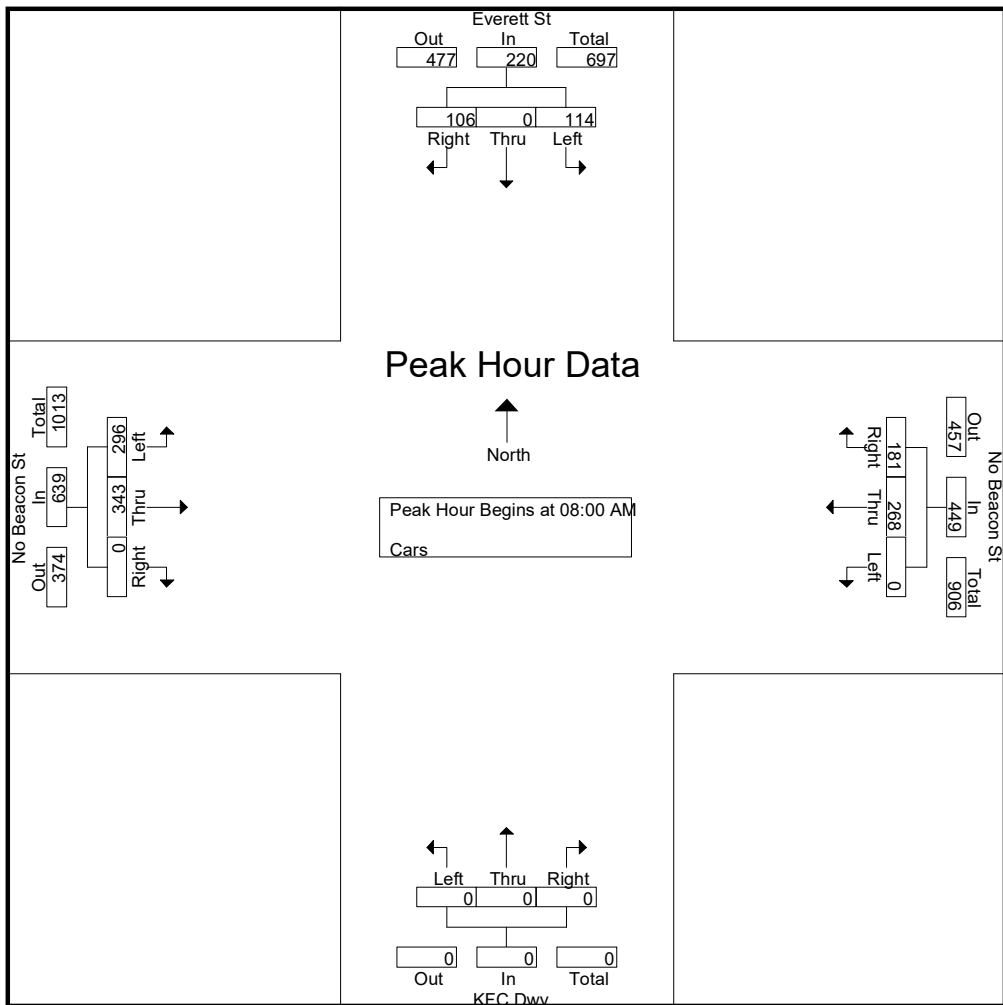 Everett St
Out In Total
477 220 697
106 0 114
Right Thru Left
Peak Hour Data
North
Peak Hour Begins at 08:00 AM
Cars
No Beacon St
Out In Total
374 639 1013
0 343 296
Right Thru Left
No Beacon St
Out In Total
457 449 906
181 268 0
Right Thru Left
Left Thru Right
0 0 0
0 0 0
Out In Total
KFC Dwy